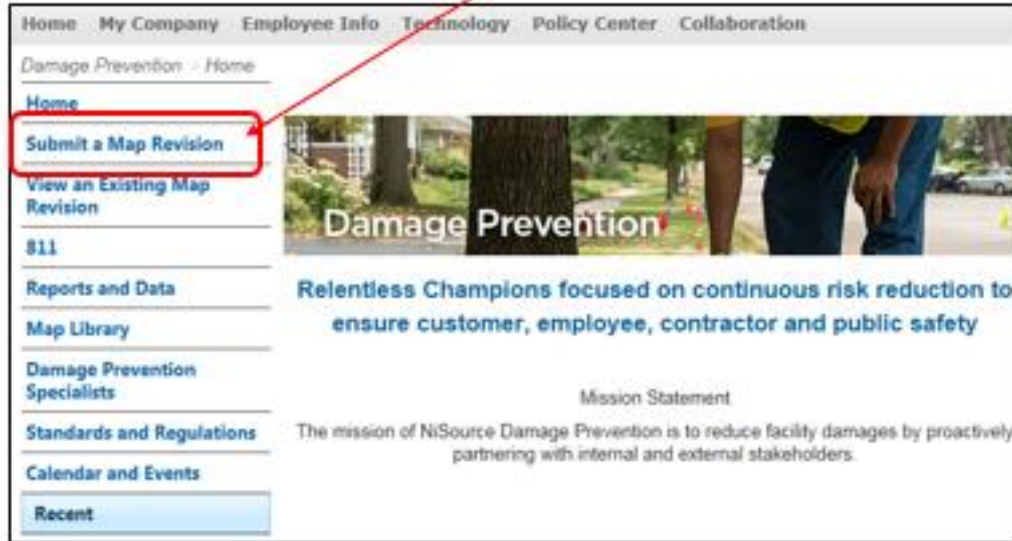 Home My Company Employee Info Technology Policy Center Collaboration
Damage Prevention Home
Home
Submit a Map Revision
View an Existing Map
Revision
811
Reports and Data
Map Library
Damage Prevention
Specialists
Standards and Regulations
Calendar and Events
Recent
Damage Prevention
Relentless Champions focused on continuous risk reduction to
ensure customer, employee, contractor and public safety
Mission Statement
The mission of NiSource Damage Prevention is to reduce facility damages by proactively
partnering with internal and external stakeholders.